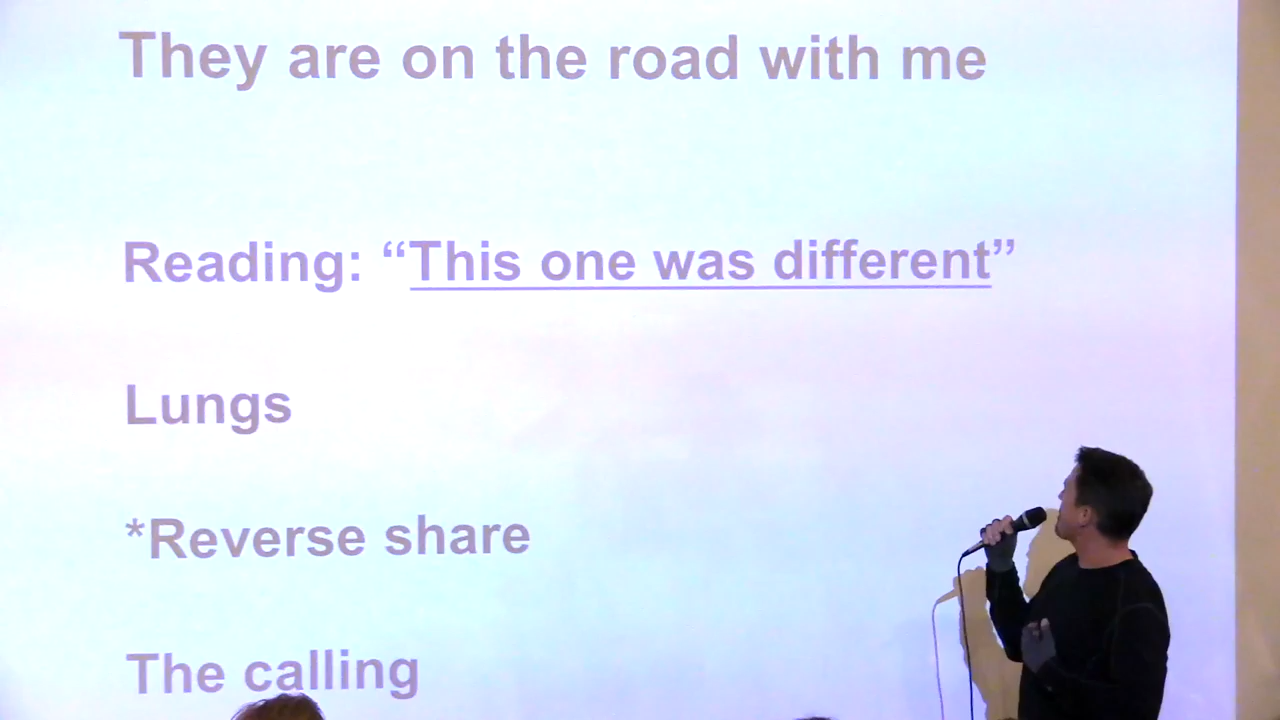 They are on the road with me
Reading: “This one was different”
Lungs
*Reverse share
The calling